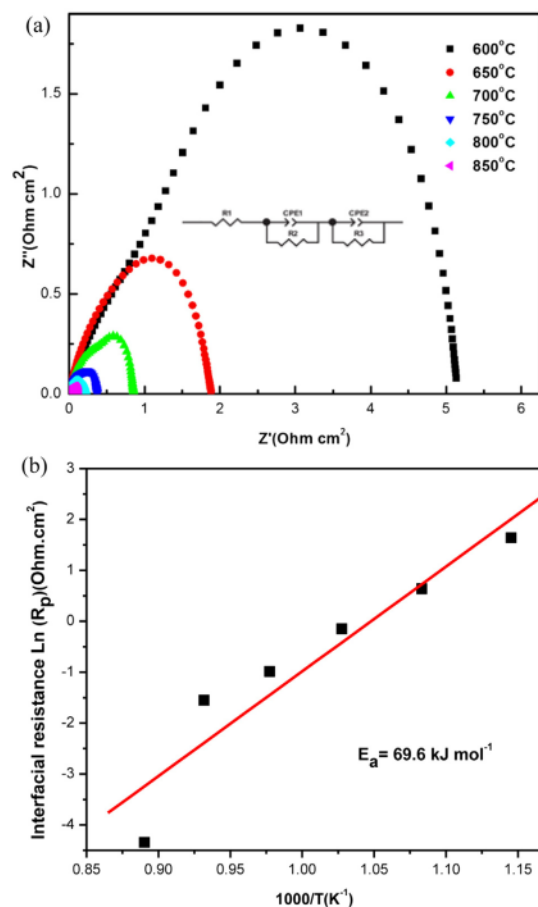 (a)
2.0
1.5
1.0
0.5
0.0
Z''(Ohm cm²)
600°C
650°C
700°C
750°C
800°C
850°C
R1
CPE1
R2
CPE2
R3
0 1 2 3 4 5 6
Z'(Ohm cm²)
(b)
3
2
1
0
-1
-2
-3
-4
Interfacial resistance Ln (Rp)(Ohm.cm²)
Ea= 69.6 kJ mol⁻¹
0.85 0.90 0.95 1.00 1.05 1.10 1.15
1000/T(K⁻¹)